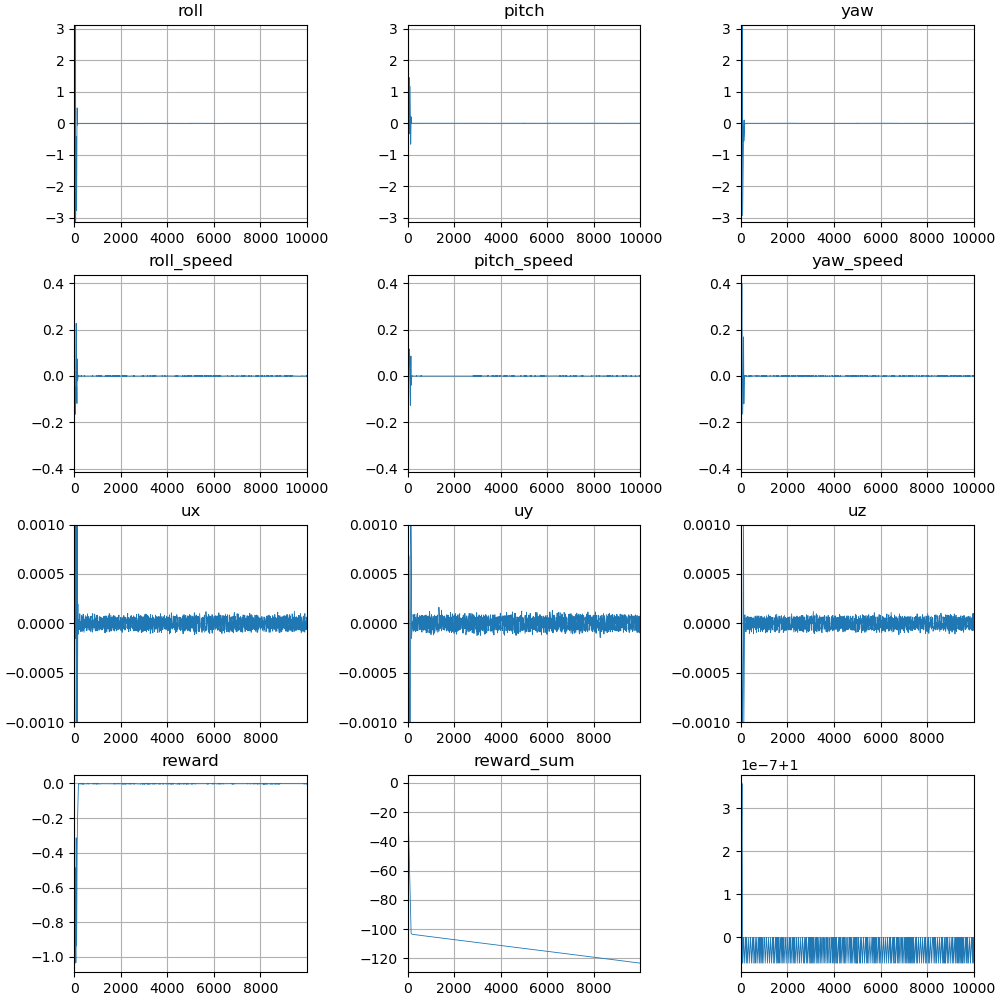 roll pitch yaw
3 3 3
2 2 2
1 1 1
0 0 0
−1 −1 −1
−2 −2 −2
−3 −3 −3
0 2000 4000 6000 8000 10000 0 2000 4000 6000 8000 10000 0 2000 4000 6000 8000 10000
roll_speed pitch_speed yaw_speed
0.4 0.4 0.4
0.2 0.2 0.2
0.0 0.0 0.0
−0.2 −0.2 −0.2
−0.4 −0.4 −0.4
0 2000 4000 6000 8000 10000 0 2000 4000 6000 8000 10000 0 2000 4000 6000 8000 10000
ux uy uz
0.0010 0.0010 0.0010
0.0005 0.0005 0.0005
0.0000 0.0000 0.0000
−0.0005 −0.0005 −0.0005
−0.0010 −0.0010 −0.0010
0 2000 4000 6000 8000 0 2000 4000 6000 8000 0 2000 4000 6000 8000
reward reward_sum 1e−7+1
0.0 0 3
−0.2 −20 2
−0.4 −40 1
−0.6 −60 0
−0.8 −80
−1.0 −100
−120
0 2000 4000 6000 8000 0 2000 4000 6000 8000 0 2000 4000 6000 8000 10000